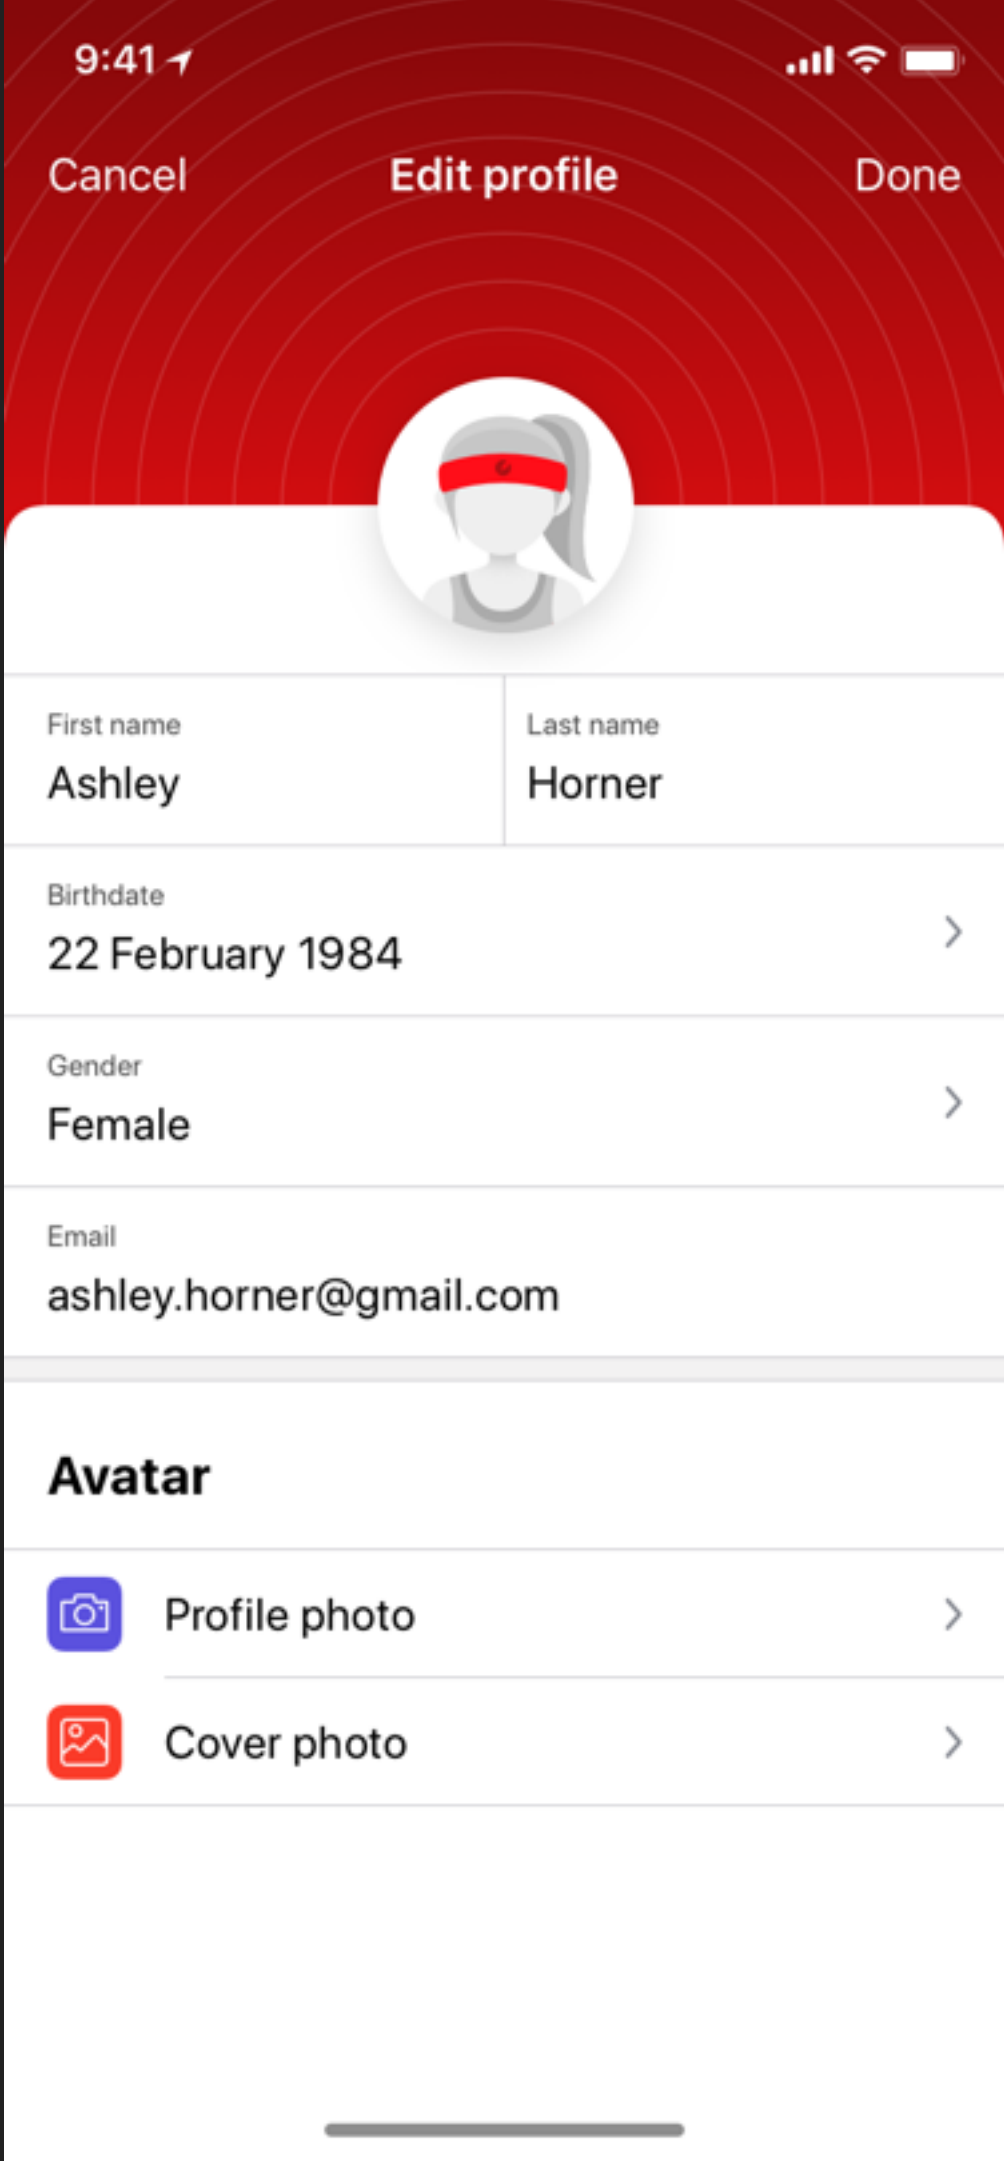 9:41
Cancel Edit profile Done
First name Last name
Ashley Horner
Birthdate
22 February 1984
Gender
Female
Email
ashley.horner@gmail.com
Avatar
Profile photo
Cover photo